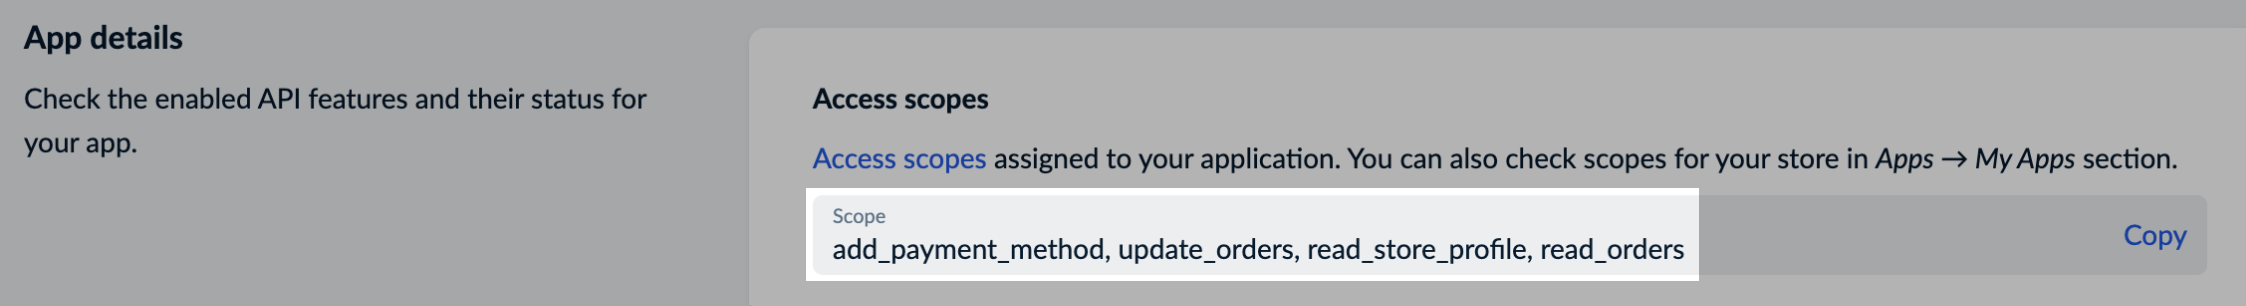 App details
Check the enabled API features and their status for
your app.
Access scopes
Access scopes assigned to your application. You can also check scopes for your store in Apps → My Apps section.
Scope
add_payment_method, update_orders, read_store_profile, read_orders
Copy